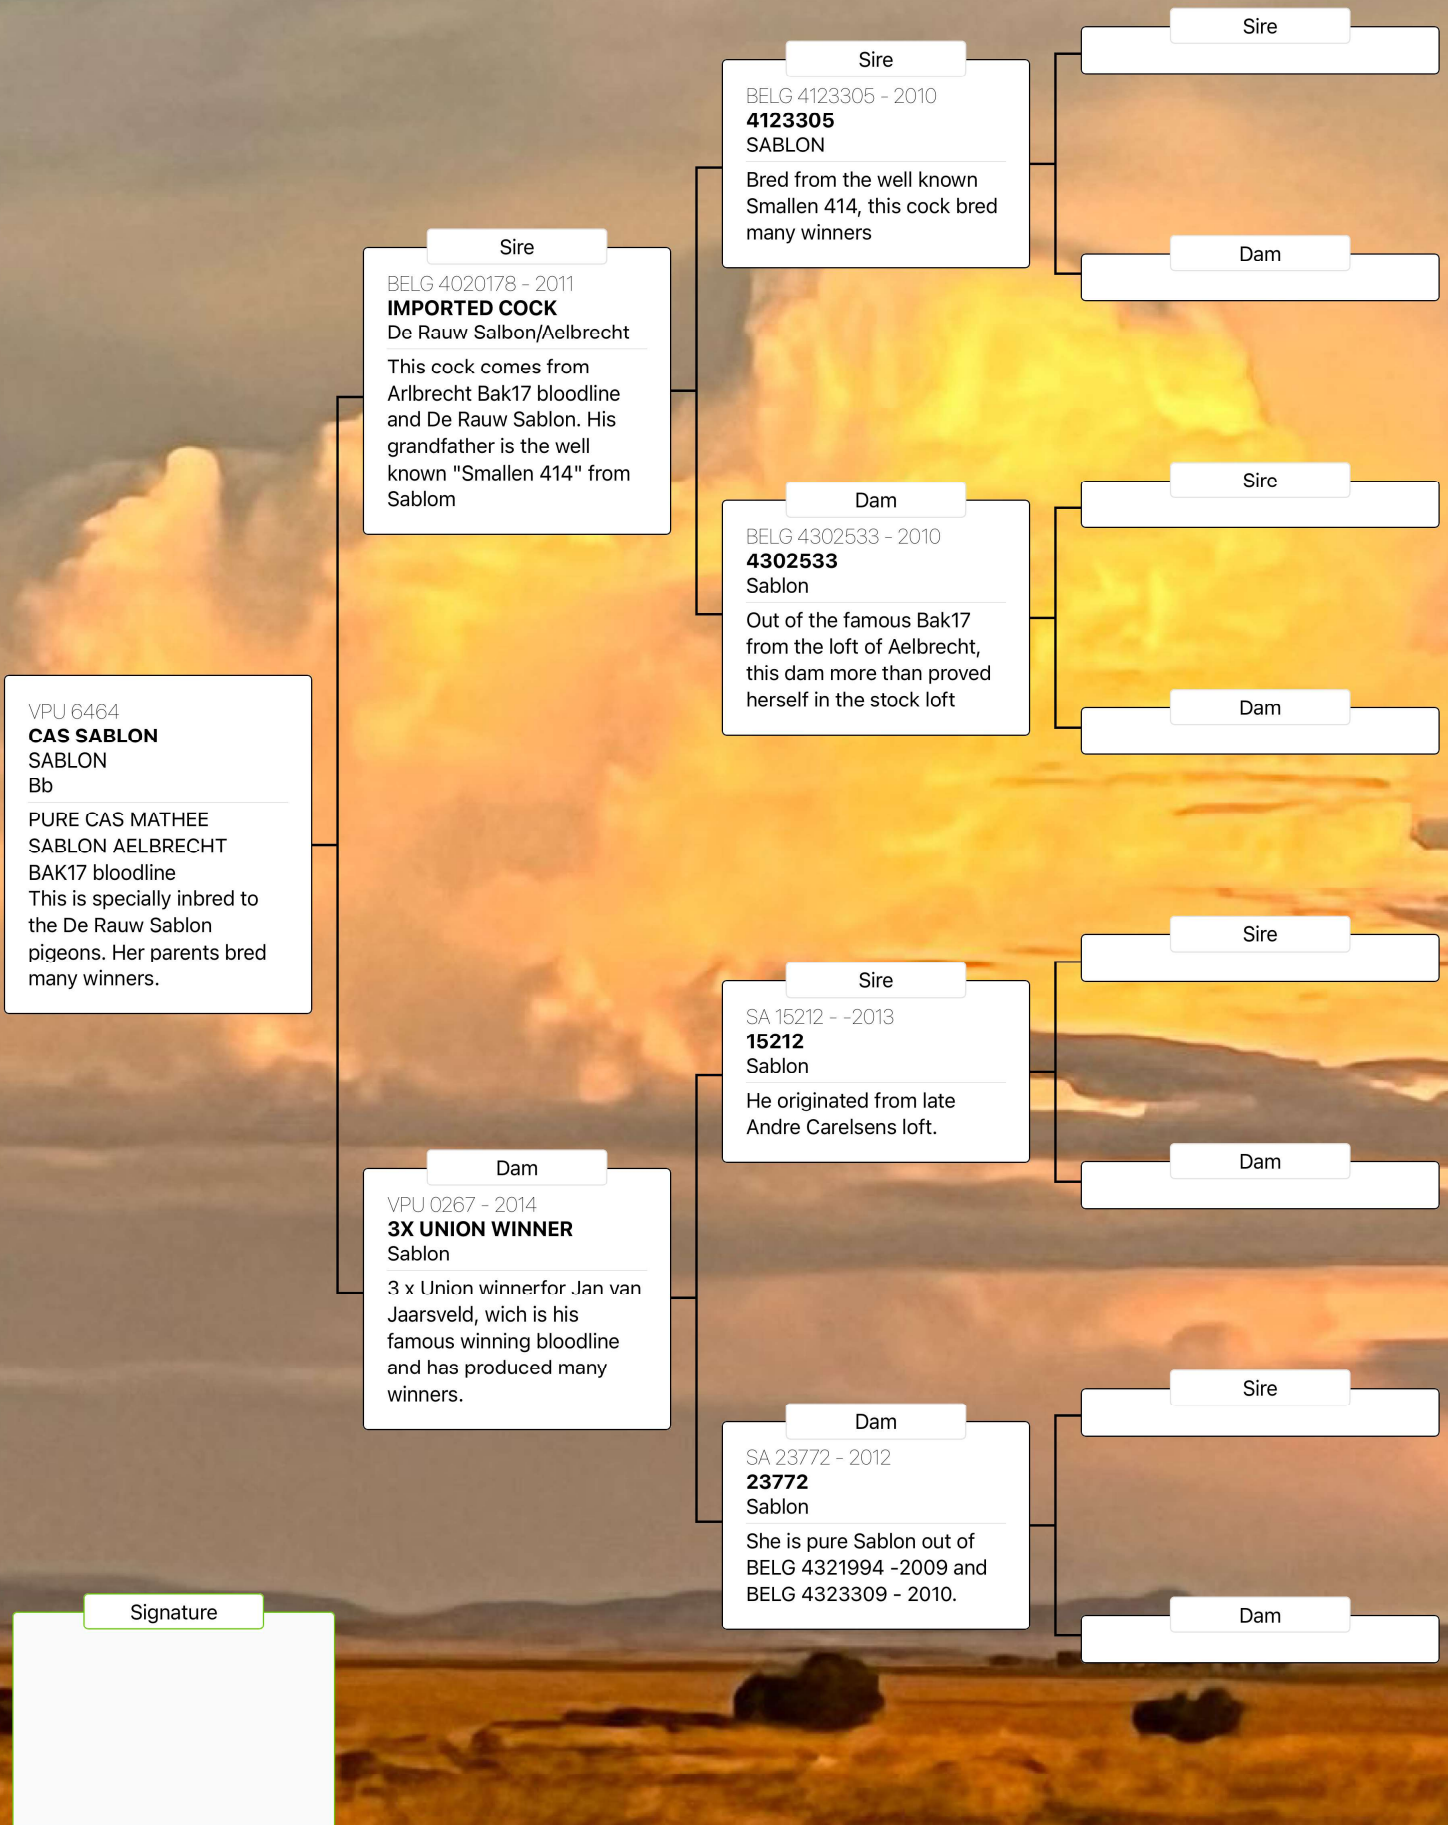 VPU 6464
CAS SABLON
SABLON
Bb
PURE CAS MATHEE
SABLON AELBRECHT
BAK17 bloodline
This is specially inbred to
the De Rauw Sablon
pigeons. Her parents bred
many winners.
Sire
BELG 4020178 - 2011
IMPORTED COCK
De Rauw Salbon/Aelbrecht
This cock comes from
Arlbrecht Bak17 bloodline
and De Rauw Sablon. His
grandfather is the well
known "Smallen 414" from
Sablom
Dam
VPU 0267 - 2014
3X UNION WINNER
Sablon
3 x Union winnerfor Jan van
Jaarsveld, wich is his
famous winning bloodline
and has produced many
winners.
Sire
BELG 4123305 - 2010
4123305
SABLON
Bred from the well known
Smallen 414, this cock bred
many winners
Dam
BELG 4302533 - 2010
4302533
Sablon
Out of the famous Bak17
from the loft of Aelbrecht,
this dam more than proved
herself in the stock loft
Sire
SA 15212 - -2013
15212
Sablon
He originated from late
Andre Carelsens loft.
Dam
SA 23772 - 2012
23772
Sablon
She is pure Sablon out of
BELG 4321994 -2009 and
BELG 4323309 - 2010.
Sire
Dam
Sire
Dam
Sire
Dam
Sire
Dam
Signature